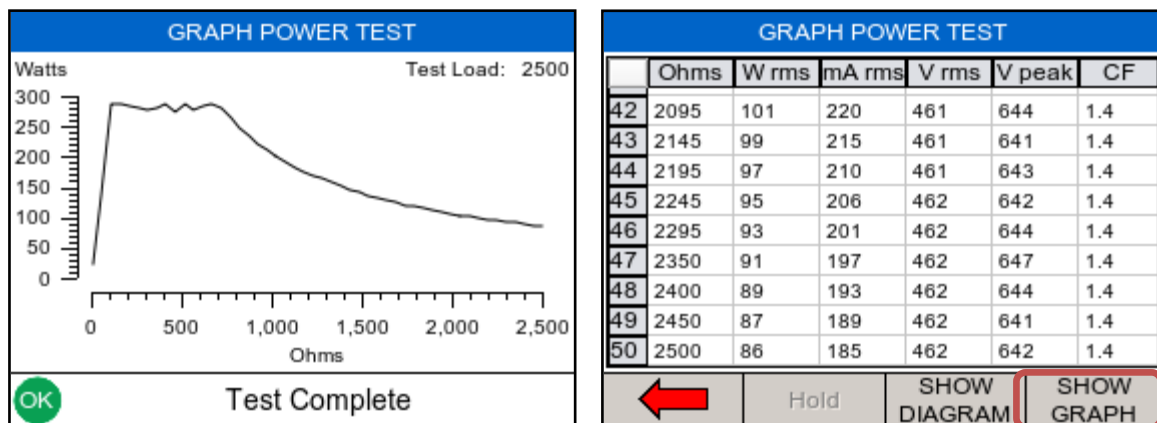 GRAPH POWER TEST
Watts Test Load: 2500
300
250
200
150
100
50
0
0 500 1,000 1,500 2,000 2,500
Ohms
OK Test Complete
GRAPH POWER TEST
Ohms W rms mA rms V rms V peak CF
42 2095 101 220 461 644 1.4
43 2145 99 215 461 641 1.4
44 2195 97 210 461 643 1.4
45 2245 95 206 462 642 1.4
46 2295 93 201 462 644 1.4
47 2350 91 197 462 647 1.4
48 2400 89 193 462 644 1.4
49 2450 87 189 462 641 1.4
50 2500 86 185 462 642 1.4
Hold
SHOW
DIAGRAM
SHOW
GRAPH